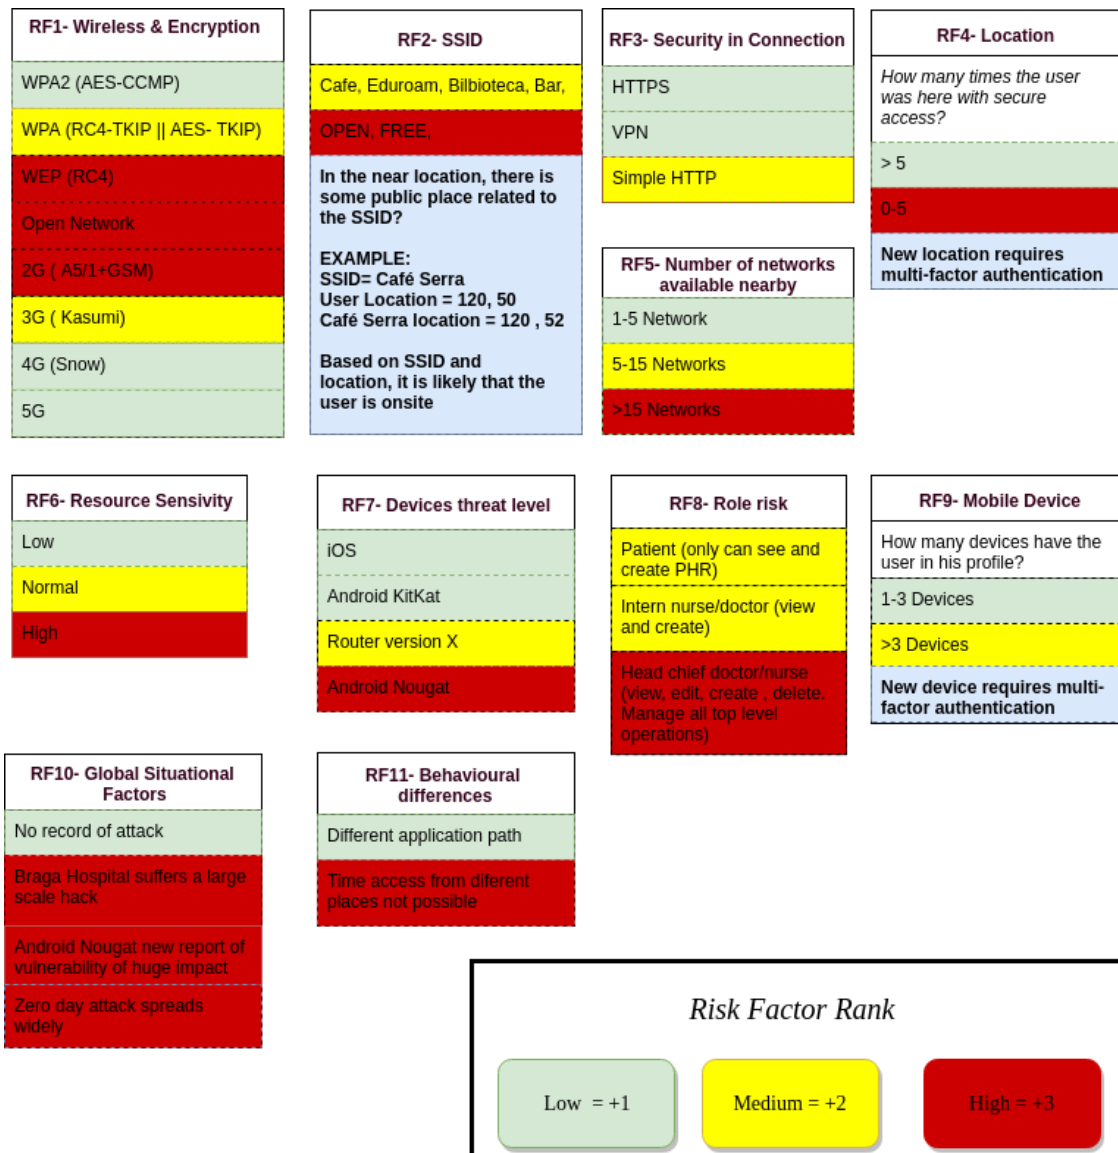 RF1- Wireless & Encryption
WPA2 (AES-CCMP)
WPA (RC4-TKIP || AES- TKIP)
WEP (RC4)
Open Network
2G ( A5/1+GSM)
3G ( Kasumi)
4G (Snow)
5G
RF2- SSID
Cafe, Eduroam, Bilbioteca, Bar,
OPEN, FREE,
In the near location, there is
some public place related to
the SSID?
EXAMPLE:
SSID= Café Serra
User Location = 120, 50
Café Serra location = 120 , 52
Based on SSID and
location, it is likely that the
user is onsite
RF3- Security in Connection
HTTPS
VPN
Simple HTTP
RF4- Location
How many times the user
was here with secure
access?
> 5
0-5
New location requires
multi-factor authentication
RF5- Number of networks
available nearby
1-5 Network
5-15 Networks
>15 Networks
RF6- Resource Sensivity
Low
Normal
High
RF7- Devices threat level
iOS
Android KitKat
Router version X
Android Nougat
RF8- Role risk
Patient (only can see and
create PHR)
Intern nurse/doctor (view
and create)
Head chief doctor/nurse
(view, edit, create , delete.
Manage all top level
operations)
RF9- Mobile Device
How many devices have the
user in his profile?
1-3 Devices
>3 Devices
New device requires multi-
factor authentication
RF10- Global Situational
Factors
No record of attack
Braga Hospital suffers a large
scale hack
Android Nougat new report of
vulnerability of huge impact
Zero day attack spreads
widely
RF11- Behavioural
differences
Different application path
Time access from diferent
places not possible
Risk Factor Rank
Low = +1
Medium = +2
High = +3